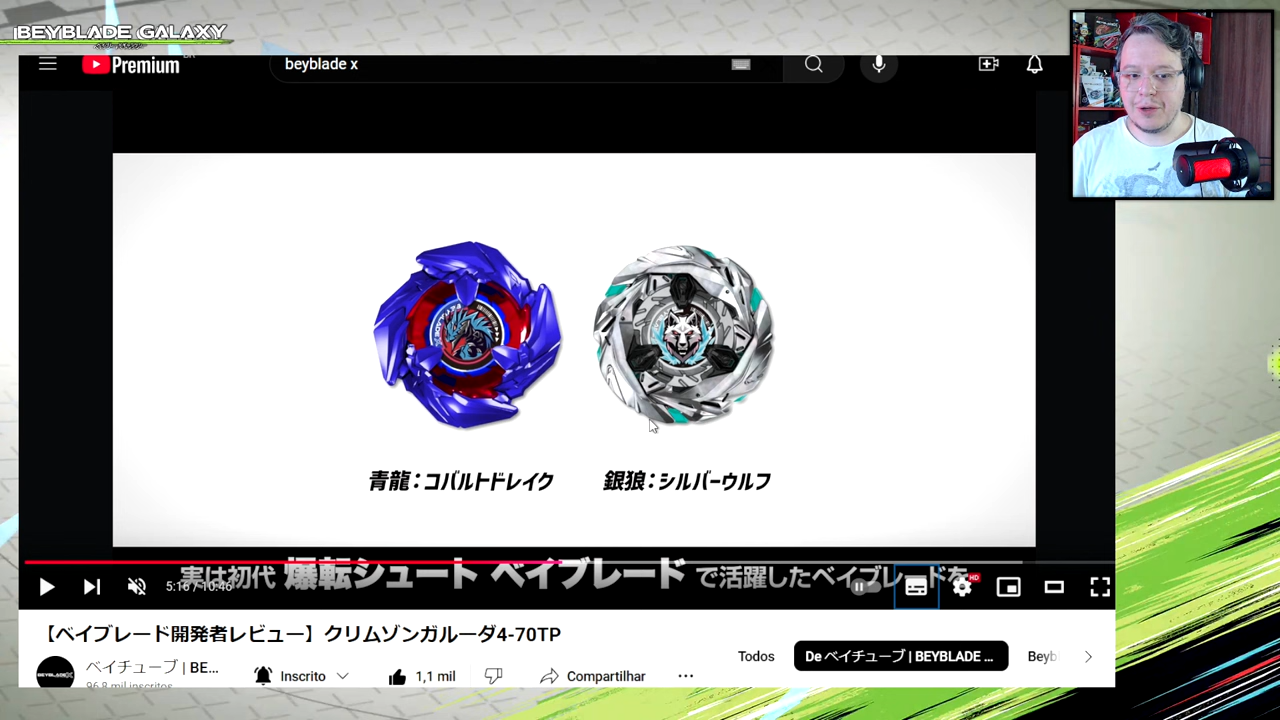 BEYBLADE GALAXY
Premium
beyblade x
青龍：コバルトドレイク
銀狼：シルバーウルフ
実は初代 爆転シュート ベイブレード で活躍したベイブレードを
5:16 / 10:46
HD
【ベイブレード開発者レビュー】クリムゾンガルーダ4-70TP
Todos
De ベイチューブ | BEYBLADE ...
Beyb
ベイチューブ | BE...
96,8 mil inscritos
Inscrito
1,1 mil
Compartilhar